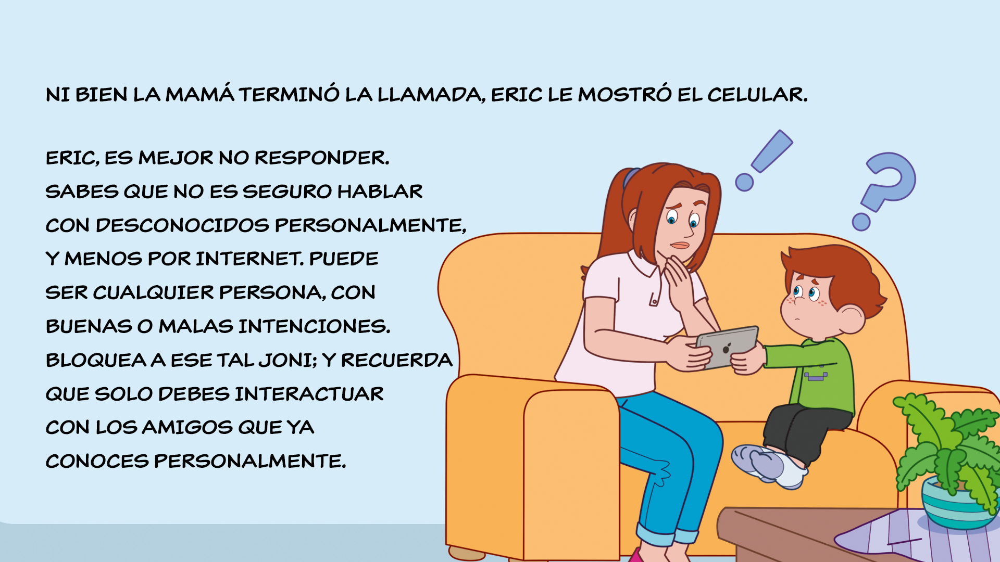 NI BIEN LA MAMÁ TERMINÓ LA LLAMADA, ERIC LE MOSTRÓ EL CELULAR.
ERIC, ES MEJOR NO RESPONDER.
SABES QUE NO ES SEGURO HABLAR
CON DESCONOCIDOS PERSONALMENTE,
Y MENOS POR INTERNET. PUEDE
SER CUALQUIER PERSONA, CON
BUENAS O MALAS INTENCIONES.
BLOQUEA A ESE TAL JONI; Y RECUERDA
QUE SOLO DEBES INTERACTUAR
CON LOS AMIGOS QUE YA
CONOCES PERSONALMENTE.
! ?